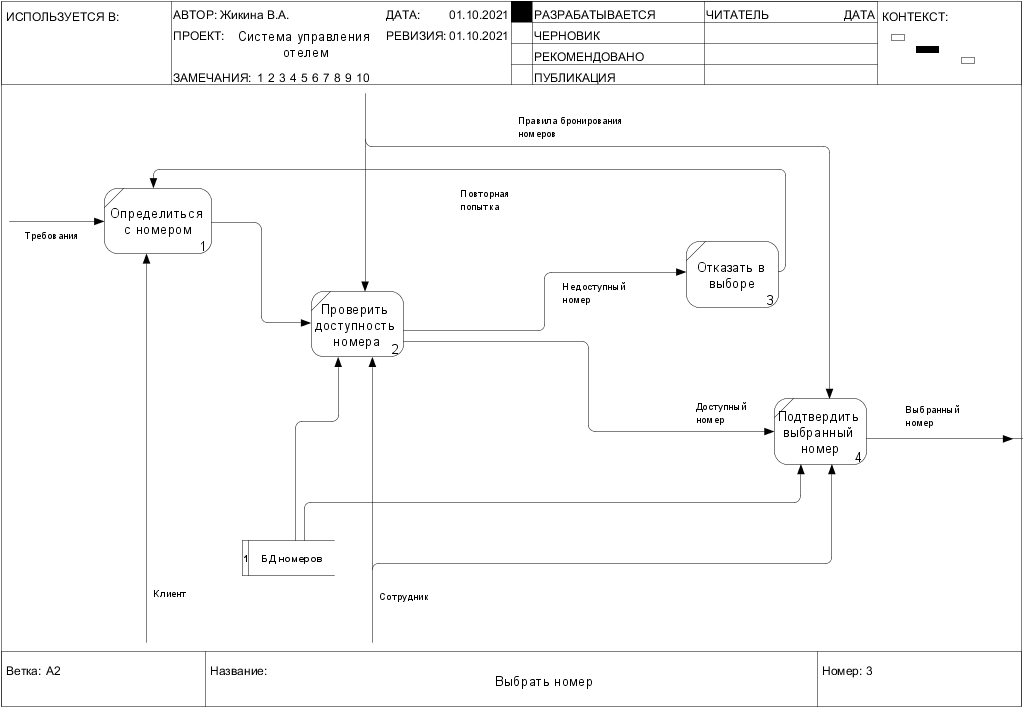 ИСПОЛЬЗУЕТСЯ В:
АВТОР: Жикина В.А.
ДАТА: 01.10.2021
ПРОЕКТ: Система управления
отелем
РЕВИЗИЯ: 01.10.2021
ЗАМЕЧАНИЯ: 1 2 3 4 5 6 7 8 9 10
РАЗРАБАТЫВАЕТСЯ
ЧЕРНОВИК
РЕКОМЕНДОВАНО
ПУБЛИКАЦИЯ
ЧИТАТЕЛЬ
ДАТА
КОНТЕКСТ:
Правила бронирования
номеров
Повторная
попытка
Определиться
с номером
1
Требования
Отказать в
выборе
3
Недоступный
номер
Проверить
доступность
номера
2
Доступный
номер
Подтвердить
выбранный
номер
4
Выбранный
номер
1
БД номеров
Клиент
Сотрудник
Ветка: A2
Название:
Выбрать номер
Номер: 3